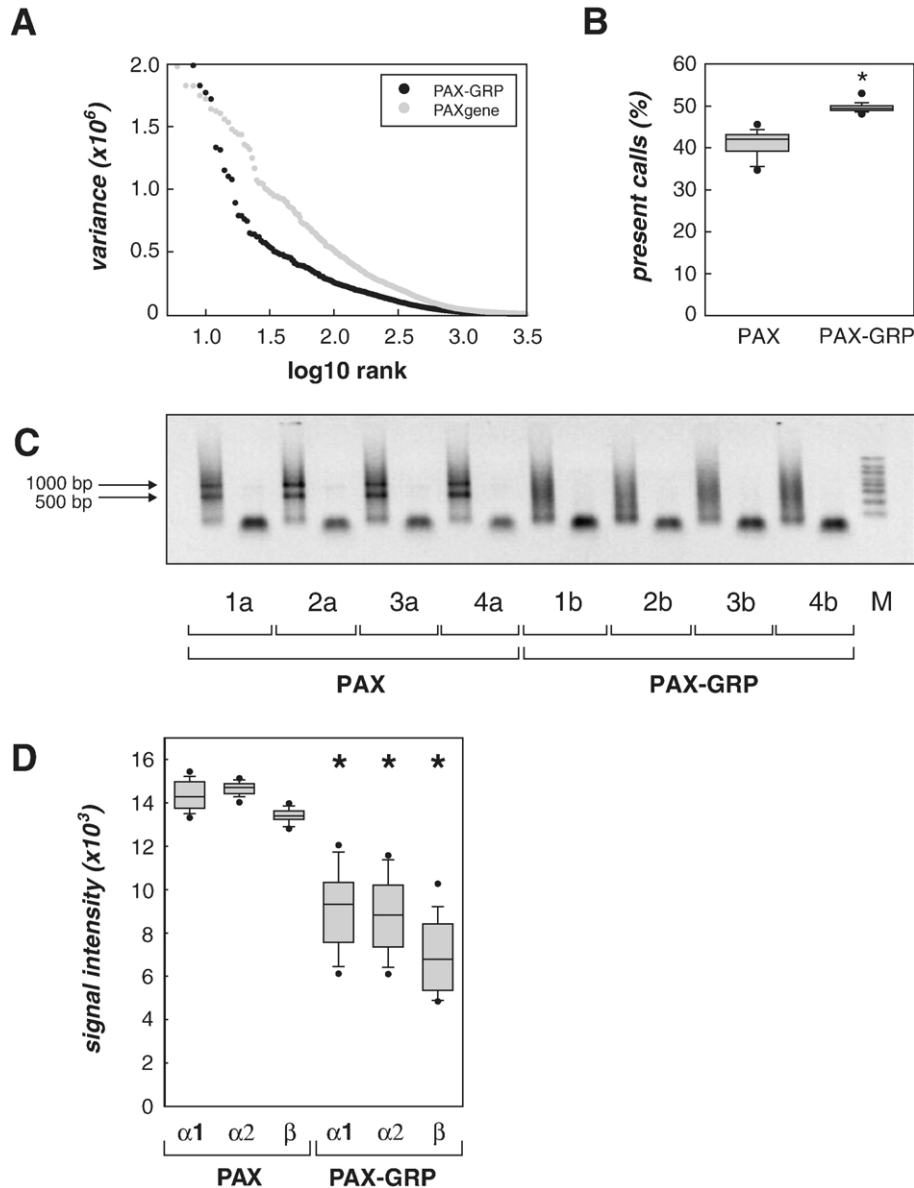 A
B
variance (x10⁶)
2.0
1.5
1.0
0.5
0
PAX-GRP
PAXgene
1.0 1.5 2.0 2.5 3.0 3.5
log10 rank
present calls (%)
60
50
40
30
20
10
0
*
PAX PAX-GRP
C
1000 bp
500 bp
1a 2a 3a 4a 1b 2b 3b 4b M
PAX PAX-GRP
D
signal intensity (x10³)
16
14
12
10
8
6
4
2
0
* * *
α1 α2 β α1 α2 β
PAX PAX-GRP